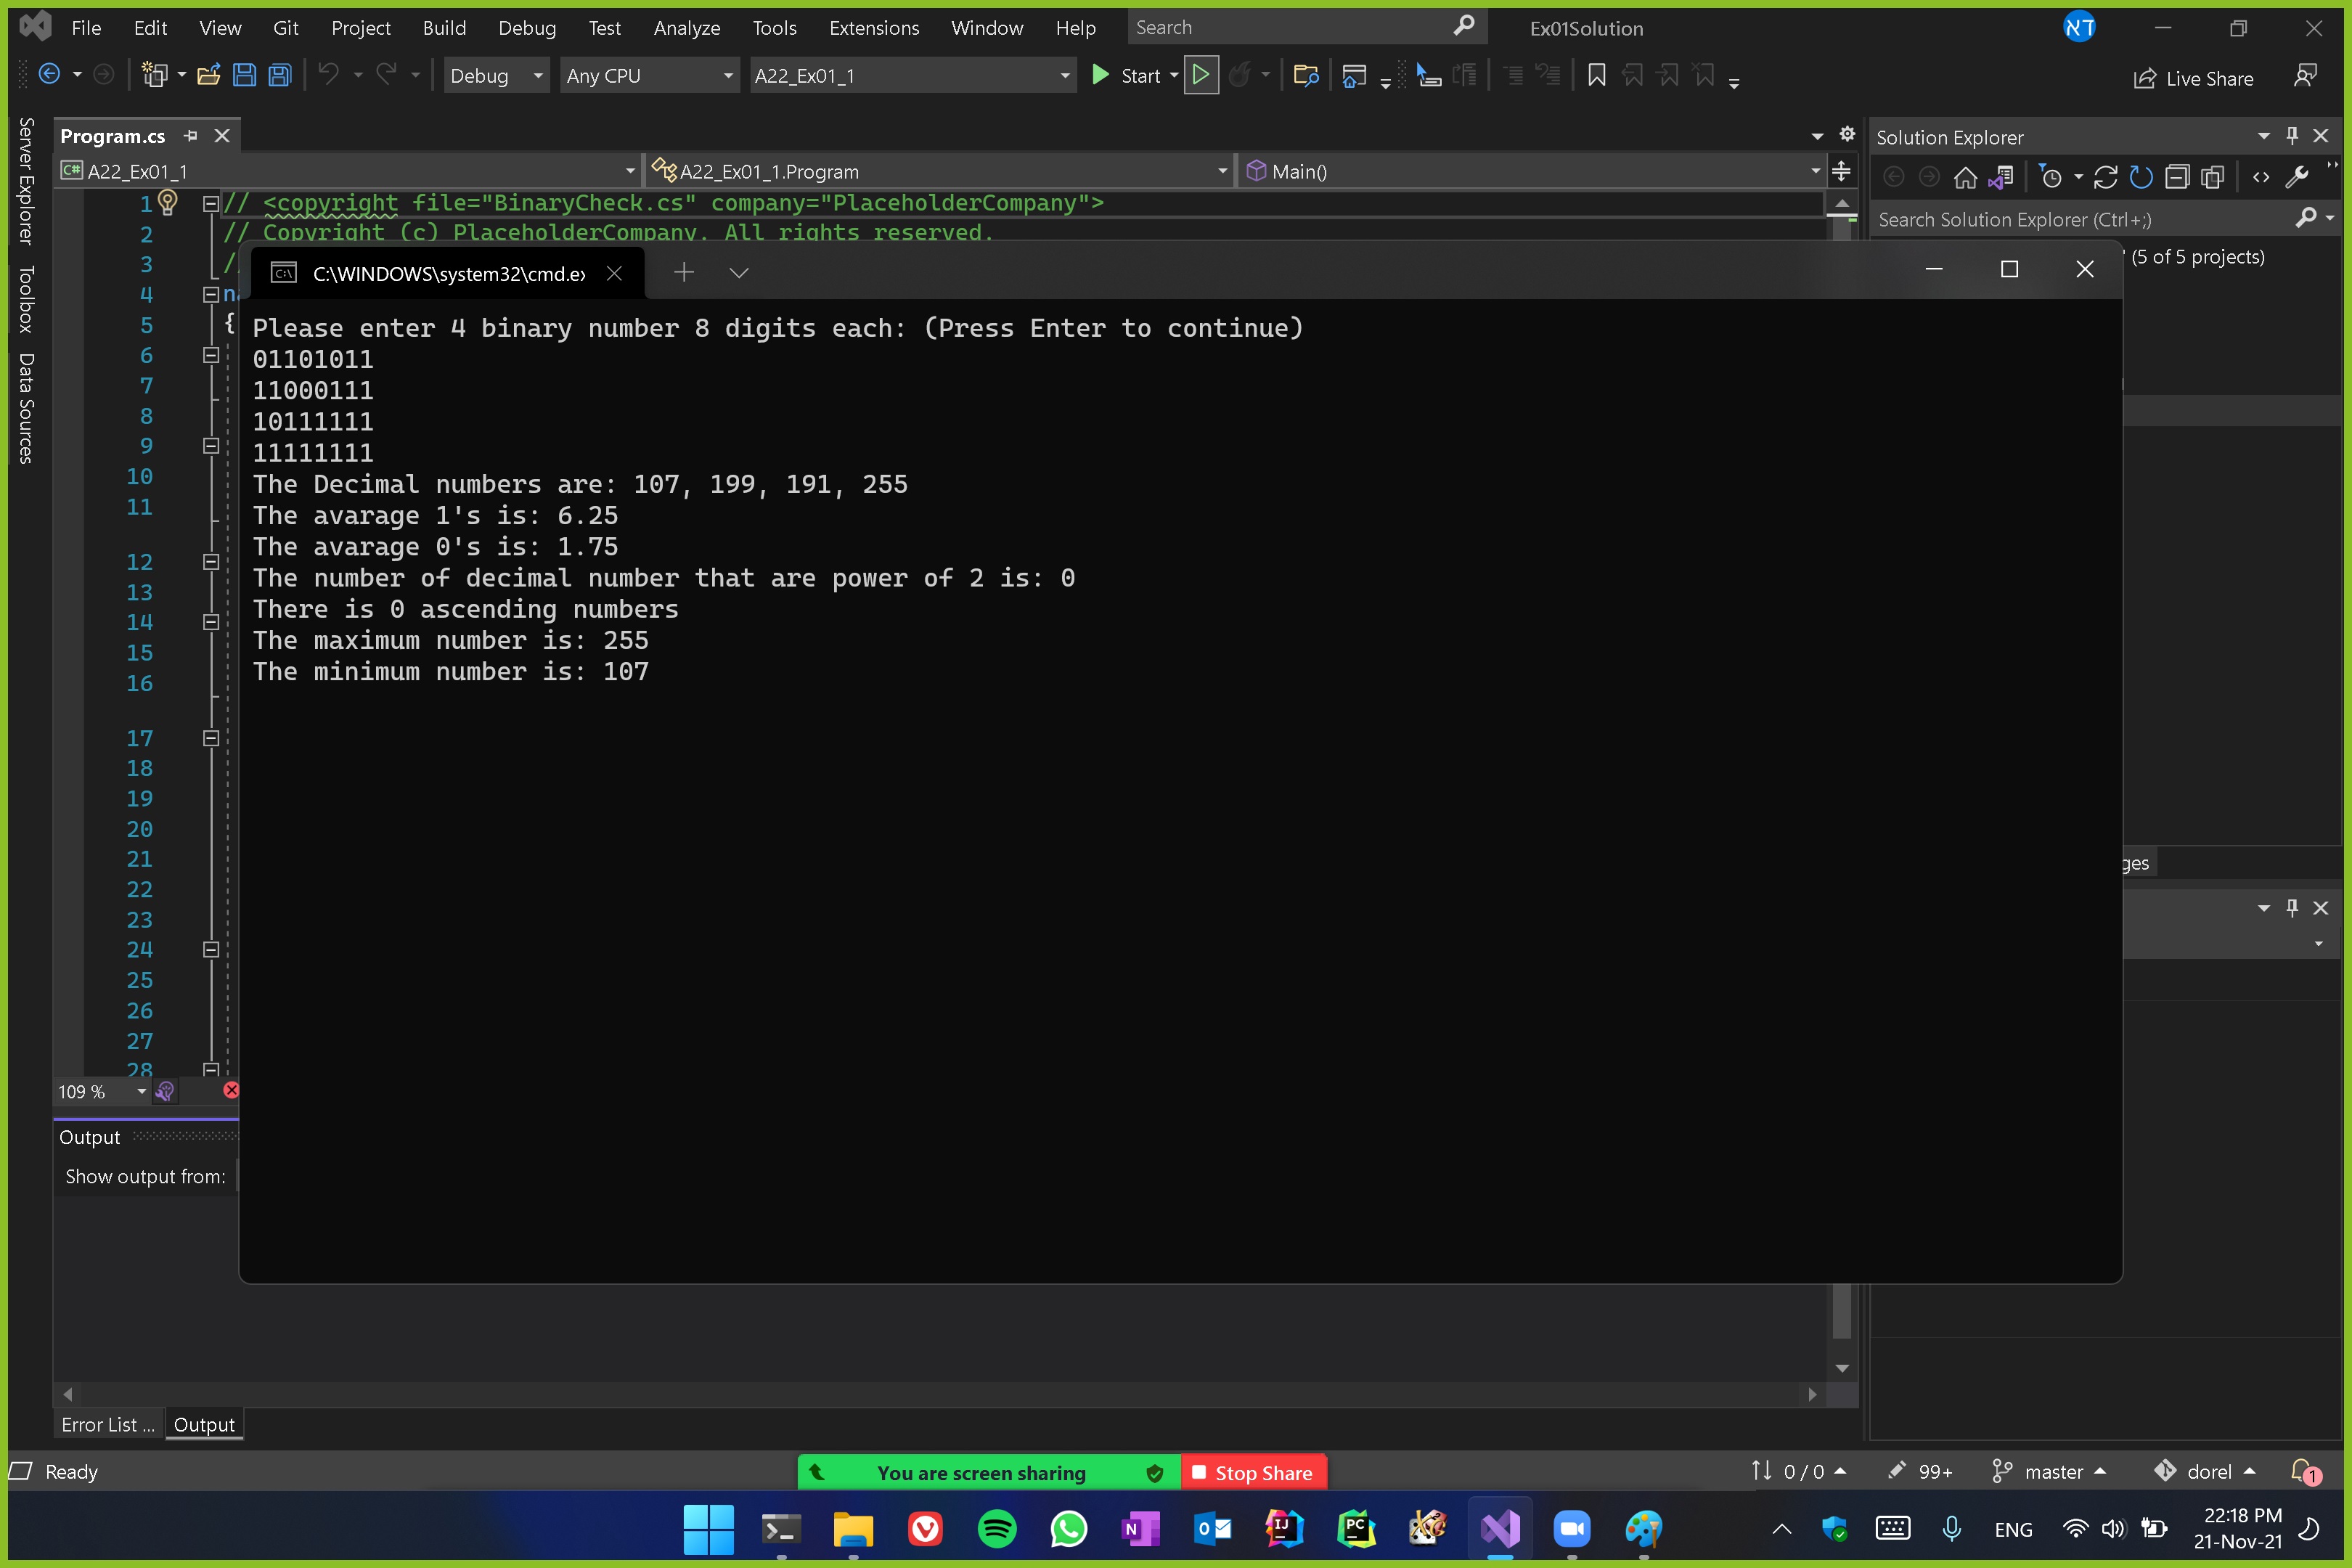 File Edit View Git Project Build Debug Test Analyze Tools Extensions Window Help Search Ex01Solution אד
Debug Any CPU A22_Ex01_1 Start Live Share
Server Explorer
Toolbox
Data Sources
Program.cs
A22_Ex01_1 A22_Ex01_1.Program Main()
1 // <copyright file="BinaryCheck.cs" company="PlaceholderCompany">
2 // Copyright (c) PlaceholderCompany. All rights reserved.
3 /
4 n
5 {
6
7
8
9
10
11
12
13
14
15
16
17
18
19
20
21
22
23
24
25
26
27
28
C:\WINDOWS\system32\cmd.e
Please enter 4 binary number 8 digits each: (Press Enter to continue)
01101011
11000111
10111111
11111111
The Decimal numbers are: 107, 199, 191, 255
The avarage 1's is: 6.25
The avarage 0's is: 1.75
The number of decimal number that are power of 2 is: 0
There is 0 ascending numbers
The maximum number is: 255
The minimum number is: 107
Solution Explorer
Search Solution Explorer (Ctrl+;)
(5 of 5 projects)
ges
109 %
Output
Show output from:
Error List ... Output
Ready You are screen sharing Stop Share 0 / 0 99+ master dorel 1
ENG 22:18 PM
21-Nov-21